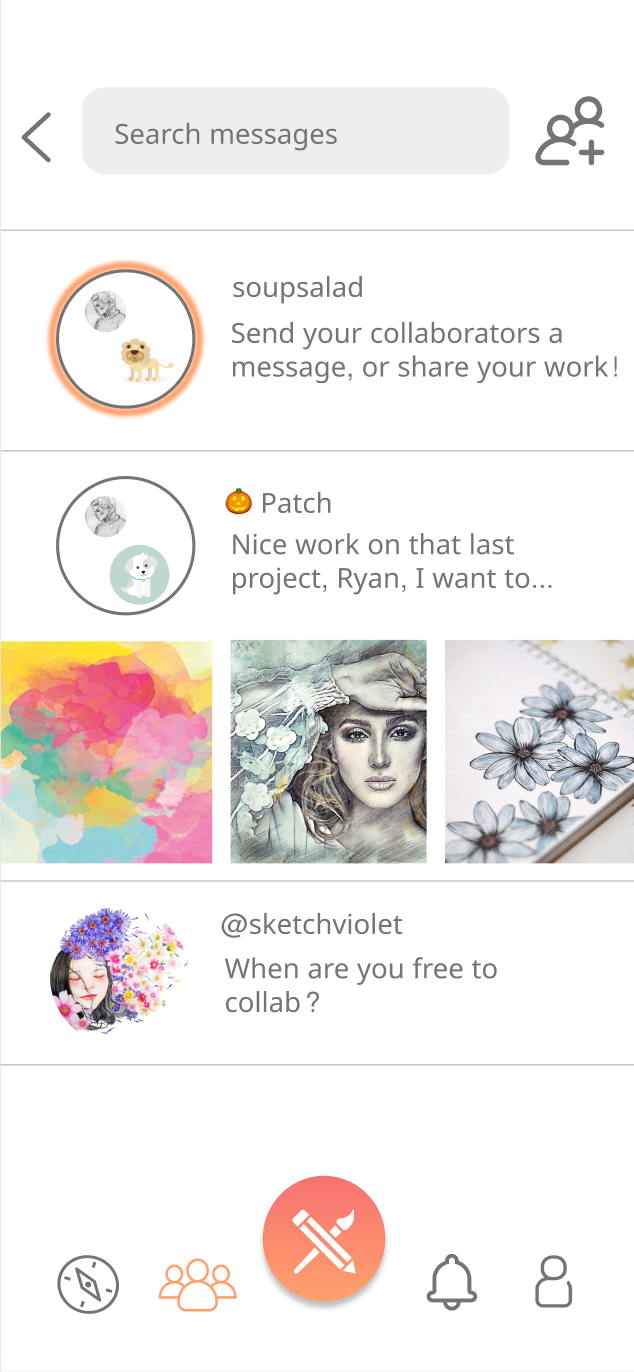 Search messages
soupsalad
Send your collaborators a
message, or share your work!
🎃 Patch
Nice work on that last
project, Ryan, I want to...
@sketchviolet
When are you free to
collab?